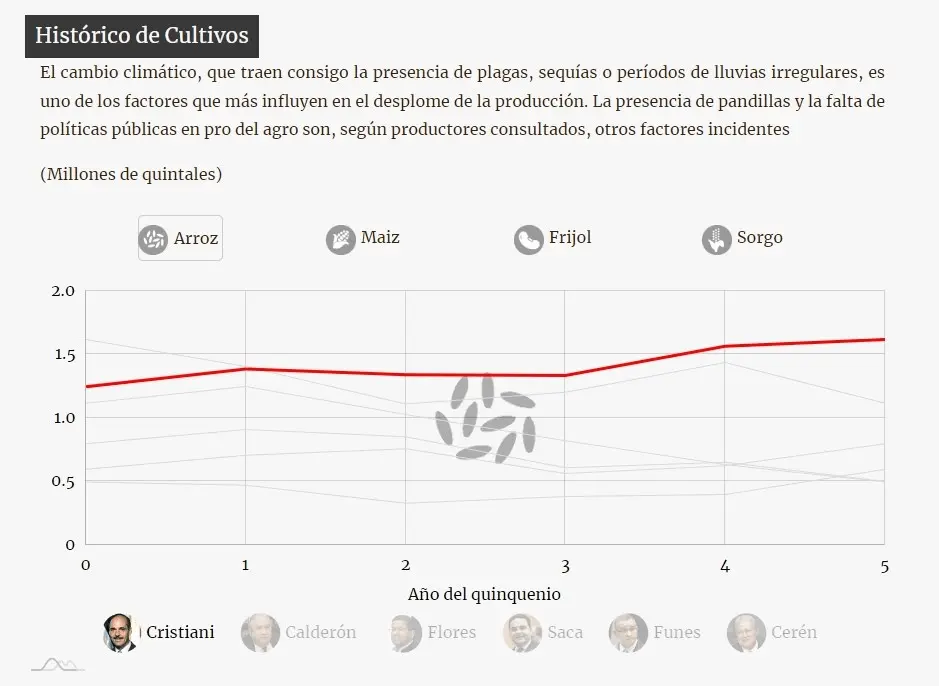 Histórico de Cultivos
El cambio climático, que traen consigo la presencia de plagas, sequías o períodos de lluvias irregulares, es
uno de los factores que más influyen en el desplome de la producción. La presencia de pandillas y la falta de
políticas públicas en pro del agro son, según productores consultados, otros factores incidentes
(Millones de quintales)
Arroz Maiz Frijol Sorgo
2.0
1.5
1.0
0.5
0
0 1 2 3 4 5
Año del quinquenio
Cristiani Calderón Flores Saca Funes Cerén